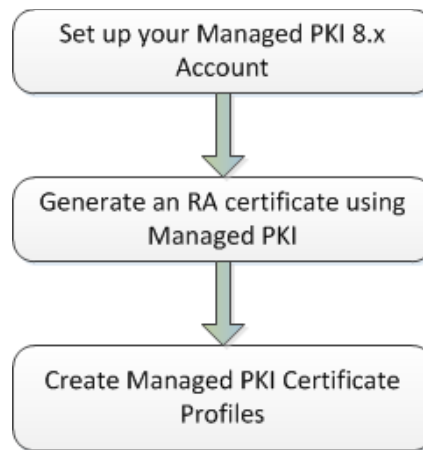 Set up your Managed PKI 8.x
Account
Generate an RA certificate using
Managed PKI
Create Managed PKI Certificate
Profiles